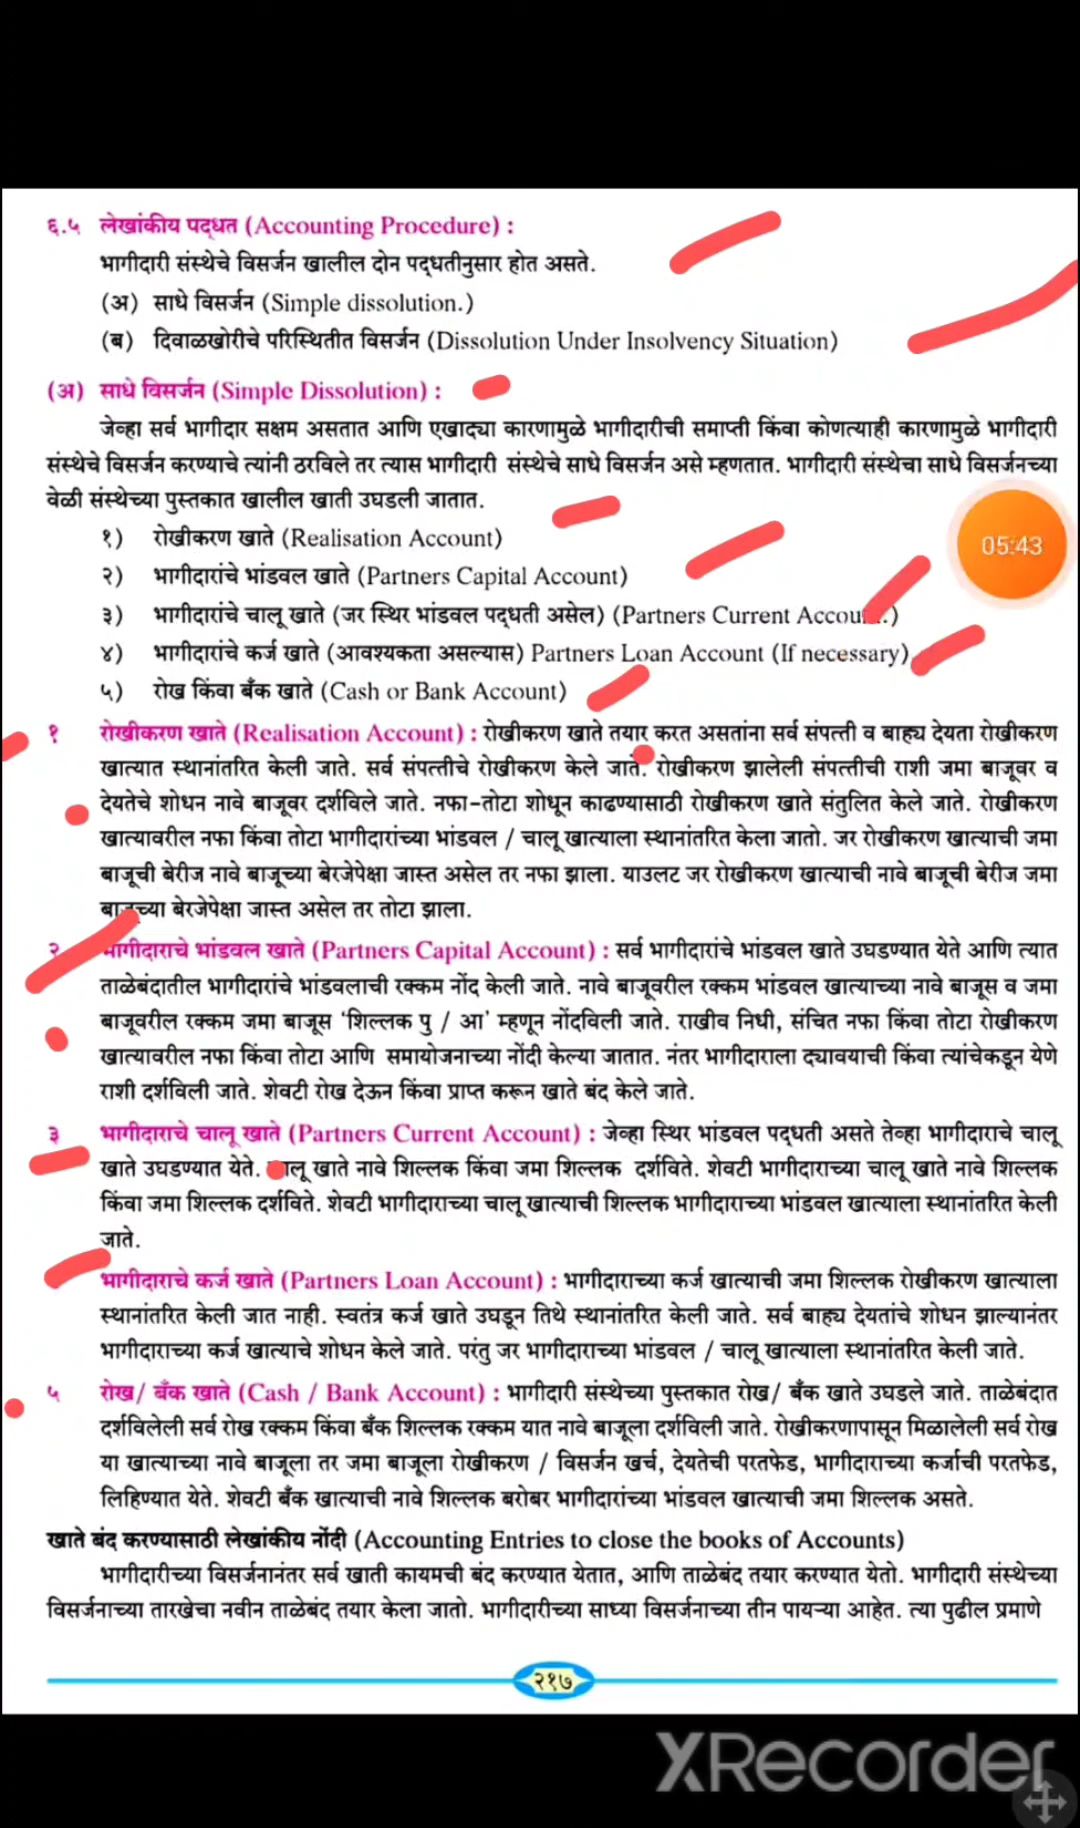 ६.५ लेखांकीय पद्धत (Accounting Procedure) :
भागीदारी संस्थेचे विसर्जन खालील दोन पद्धतीनुसार होत असते.
(अ) साधे विसर्जन (Simple dissolution.)
(ब) दिवाळखोरीचे परिस्थितीत विसर्जन (Dissolution Under Insolvency Situation)
(अ) साधे विसर्जन (Simple Dissolution) :
जेव्हा सर्व भागीदार सक्षम असतात आणि एखाद्या कारणामुळे भागीदारीची समाप्ती किंवा कोणत्याही कारणामुळे भागीदारी
संस्थेचे विसर्जन करण्याचे त्यांनी ठरविले तर त्यास भागीदारी संस्थेचे साधे विसर्जन असे म्हणतात. भागीदारी संस्थेचा साधे विसर्जनच्या
वेळी संस्थेच्या पुस्तकात खालील खाती उघडली जातात.
१) रोखीकरण खाते (Realisation Account)
२) भागीदारांचे भांडवल खाते (Partners Capital Account)
05:43
३) भागीदारांचे चालू खाते (जर स्थिर भांडवल पद्धती असेल) (Partners Current
४) भागीदारांचे कर्ज खाते (आवश्यकता असल्यास) Partners Loan Account (If necessary)
५) रोख किंवा बँक खाते (Cash or Bank Account)
१ रोखीकरण खाते (Realisation Account) : रोखीकरण खाते तयार करत असतांना सर्व संपत्ती व बाह्य देयता रोखीकरण
खात्यात स्थानांतरित केली जाते. सर्व संपत्तीचे रोखीकरण केले जाते. रोखीकरण झालेली संपत्तीची राशी जमा बाजूवर व
देयतेचे शोधन नावे बाजूवर दर्शविले जाते. नफा-तोटा शोधून काढण्यासाठी रोखीकरण खाते संतुलित केले जाते. रोखीकरण
खात्यावरील नफा किंवा तोटा भागीदारांच्या भांडवल / चालू खात्याला स्थानांतरित केला जातो. जर रोखीकरण खात्याची जमा
बाजूची बेरीज नावे बाजूच्या बेरजेपेक्षा जास्त असेल तर नफा झाला. याउलट जर रोखीकरण खात्याची नावे बाजूची बेरीज जमा
बाजूच्या बेरजेपेक्षा जास्त असेल तर तोटा झाला.
२ भागीदाराचे भांडवल खाते (Partners Capital Account) : सर्व भागीदारांचे भांडवल खाते उघडण्यात येते आणि त्यात
ताळेबंदातील भागीदारांचे भांडवलाची रक्कम नोंद केली जाते. नावे बाजूवरील रक्कम भांडवल खात्याच्या नावे बाजूस व जमा
बाजूवरील रक्कम जमा बाजूस ‘शिल्लक पु / आ’ म्हणून नोंदविली जाते. राखीव निधी, संचित नफा किंवा तोटा रोखीकरण
खात्यावरील नफा किंवा तोटा आणि समायोजनाच्या नोंदी केल्या जातात. नंतर भागीदाराला द्यावयाची किंवा त्यांचेकडून येणे
राशी दर्शविली जाते. शेवटी रोख देऊन किंवा प्राप्त करून खाते बंद केले जाते.
३ भागीदाराचे चालू खाते (Partners Current Account) : जेव्हा स्थिर भांडवल पद्धती असते तेव्हा भागीदाराचे चालू
खाते उघडण्यात येते. चालू खाते नावे शिल्लक किंवा जमा शिल्लक दर्शविते. शेवटी भागीदाराच्या चालू खाते नावे शिल्लक
किंवा जमा शिल्लक दर्शविते. शेवटी भागीदाराच्या चालू खात्याची शिल्लक भागीदाराच्या भांडवल खात्याला स्थानांतरित केली
जाते.
भागीदाराचे कर्ज खाते (Partners Loan Account) : भागीदाराच्या कर्ज खात्याची जमा शिल्लक रोखीकरण खात्याला
स्थानांतरित केली जात नाही. स्वतंत्र कर्ज खाते उघडून तिथे स्थानांतरित केली जाते. सर्व बाह्य देयतांचे शोधन झाल्यानंतर
भागीदाराच्या कर्ज खात्याचे शोधन केले जाते. परंतु जर भागीदाराच्या भांडवल / चालू खात्याला स्थानांतरित केली जाते.
५ रोख/ बँक खाते (Cash / Bank Account) : भागीदारी संस्थेच्या पुस्तकात रोख/ बँक खाते उघडले जाते. ताळेबंदात
दर्शविलेली सर्व रोख रक्कम किंवा बँक शिल्लक रक्कम यात नावे बाजूला दर्शविली जाते. रोखीकरणापासून मिळालेली सर्व रोख
या खात्याच्या नावे बाजूला तर जमा बाजूला रोखीकरण / विसर्जन खर्च, देयतेची परतफेड, भागीदाराच्या कर्जाची परतफेड,
लिहिण्यात येते. शेवटी बँक खात्याची नावे शिल्लक बरोबर भागीदारांच्या भांडवल खात्याची जमा शिल्लक असते.
खाते बंद करण्यासाठी लेखांकीय नोंदी (Accounting Entries to close the books of Accounts)
भागीदारीच्या विसर्जनानंतर सर्व खाती कायमची बंद करण्यात येतात, आणि ताळेबंद तयार करण्यात येतो. भागीदारी संस्थेच्या
विसर्जनाच्या तारखेचा नवीन ताळेबंद तयार केला जातो. भागीदारीच्या साध्या विसर्जनाच्या तीन पायऱ्या आहेत. त्या पुढील प्रमाणे
२१७
XRecorder